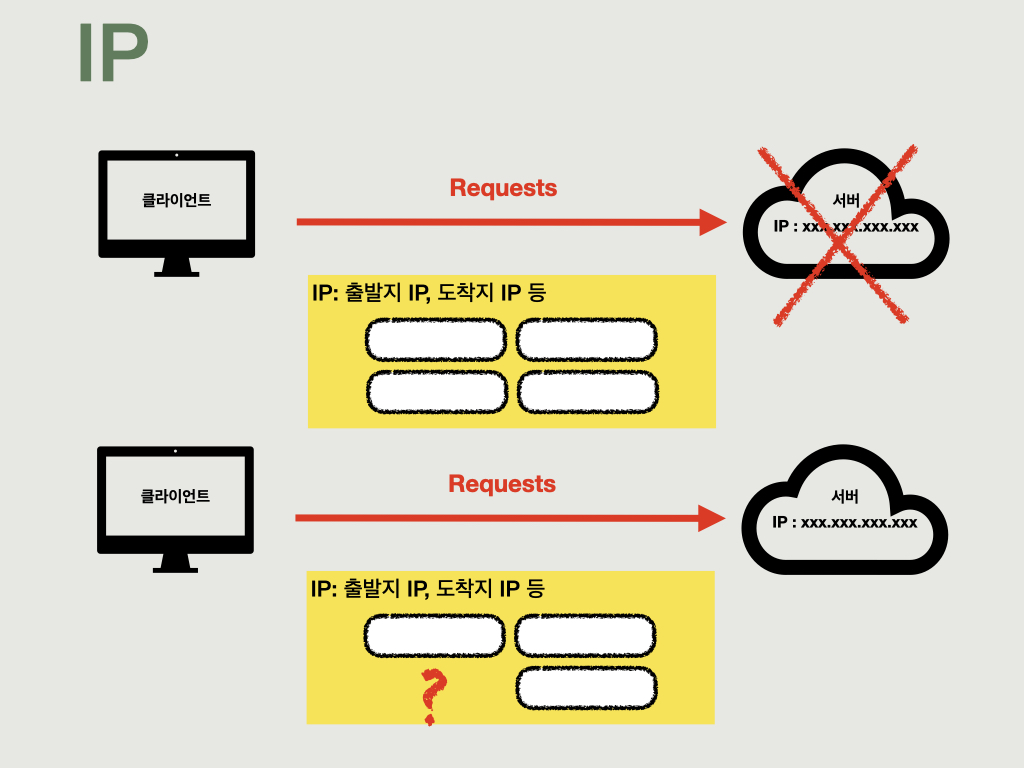 IP
클라이언트
Requests
서버
IP : xxx.xxx.xxx.xxx
IP: 출발지 IP, 도착지 IP 등
클라이언트
Requests
서버
IP : xxx.xxx.xxx.xxx
IP: 출발지 IP, 도착지 IP 등
?